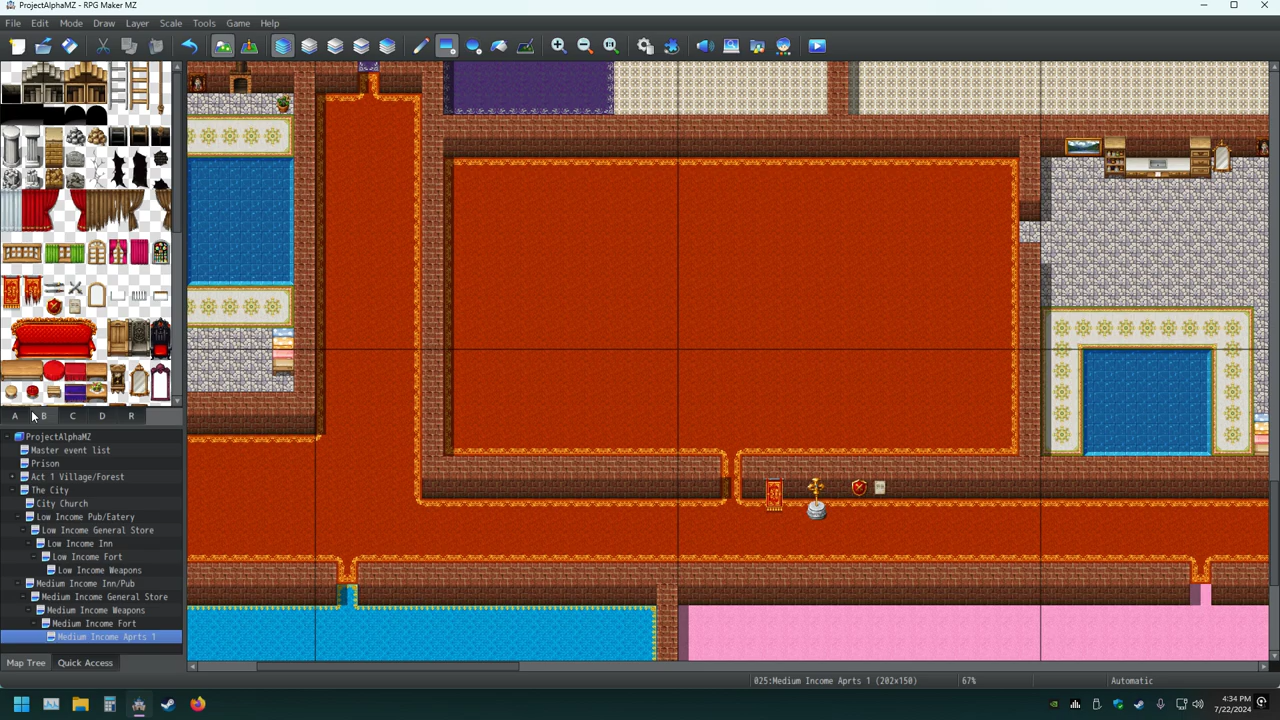 ProjectAlphaMZ - RPG Maker MZ
File Edit Mode Draw Layer Scale Tools Game Help
A B C D R
ProjectAlphaMZ
Master event list
Prison
Act 1 Village/Forest
The City
City Church
Low Income Pub/Eatery
Low Income General Store
Low Income Inn
Low Income Fort
Low Income Weapons
Medium Income Inn/Pub
Medium Income General Store
Medium Income Weapons
Medium Income Fort
Medium Income Aprts 1
Map Tree Quick Access
025:Medium Income Aprts 1 (202x150) 67% Automatic
4:34 PM
7/22/2024